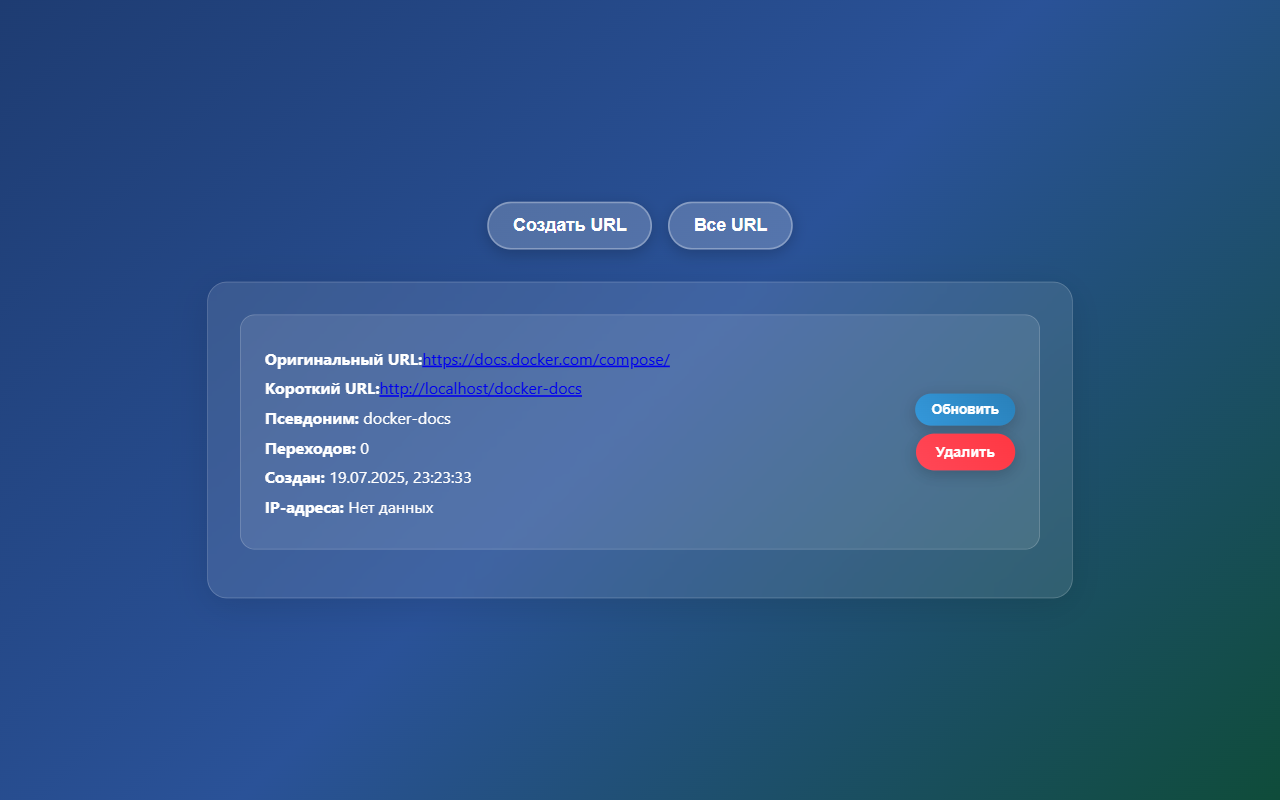 Создать URL
Все URL
Оригинальный URL:https://docs.docker.com/compose/
Короткий URL:http://localhost/docker-docs
Псевдоним: docker-docs
Переходов: 0
Создан: 19.07.2025, 23:23:33
IP-адреса: Нет данных
Обновить
Удалить